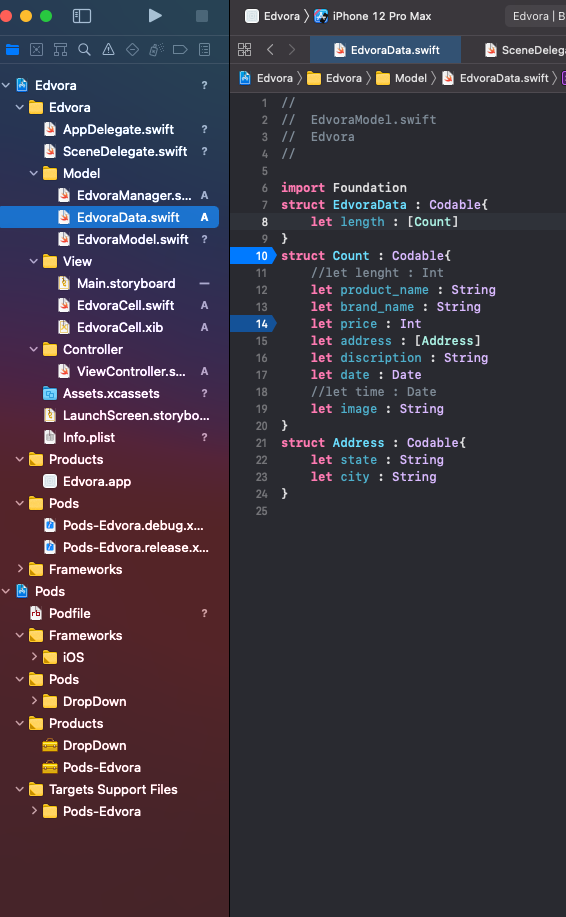 Edvora 〉 iPhone 12 Pro Max
Edvora | B
EdvoraData.swift
SceneDeleg
Edvora 〉 Edvora 〉 Model 〉 EdvoraData.swift 〉
Edvora ?
Edvora
AppDelegate.swift ?
SceneDelegate.swift ?
Model
EdvoraManager.s... A
EdvoraData.swift A
EdvoraModel.swift ?
View
Main.storyboard —
EdvoraCell.swift A
EdvoraCell.xib A
Controller
ViewController.s... A
Assets.xcassets ?
LaunchScreen.storybo...
Info.plist ?
Products
Edvora.app
Pods
Pods-Edvora.debug.x...
Pods-Edvora.release.x...
Frameworks
Pods
rb Podfile ?
Frameworks
iOS
Pods
DropDown
Products
DropDown
Pods-Edvora
Targets Support Files
Pods-Edvora
1 //
2 //  EdvoraModel.swift
3 //  Edvora
4 //
5
6 import Foundation
7 struct EdvoraData : Codable{
8     let length : [Count]
9 }
10 struct Count : Codable{
11     //let lenght : Int
12     let product_name : String
13     let brand_name : String
14     let price : Int
15     let address : [Address]
16     let discription : String
17     let date : Date
18     //let time : Date
19     let image : String
20 }
21 struct Address : Codable{
22     let state : String
23     let city : String
24 }
25